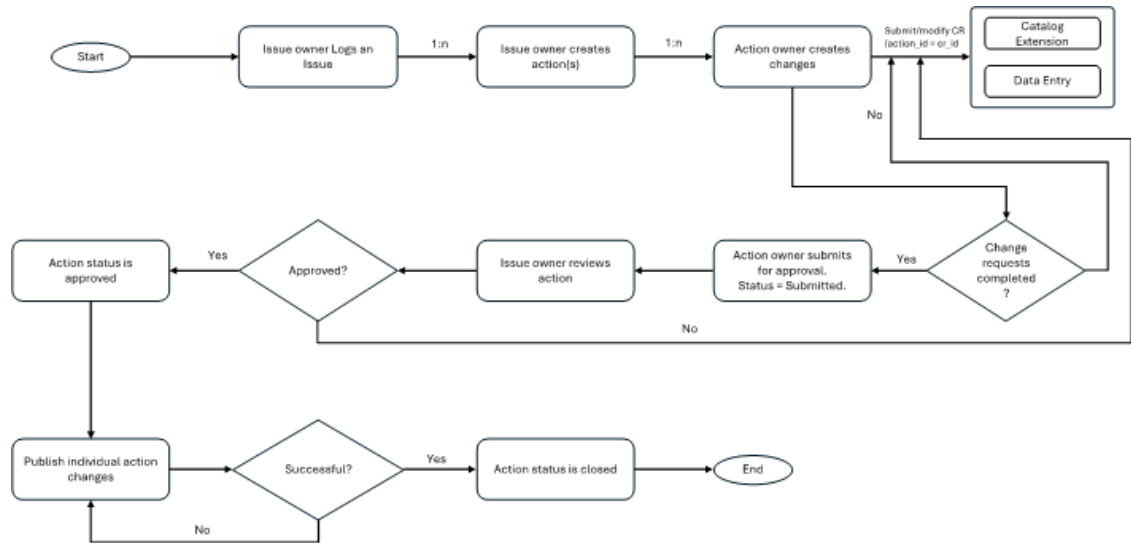 Start
Issue owner Logs an
Issue
1:n
Issue owner creates
action(s)
1:n
Action owner creates
changes
Submit/modify CR
(action_id = cr_id
Catalog
Extension
Data Entry
No
Action status is
approved
Yes
Approved?
Issue owner reviews
action
Action owner submits
for approval.
Status = Submitted.
Yes
Change
requests
completed
?
No
Publish individual action
changes
Successful?
Yes
Action status is closed
End
No